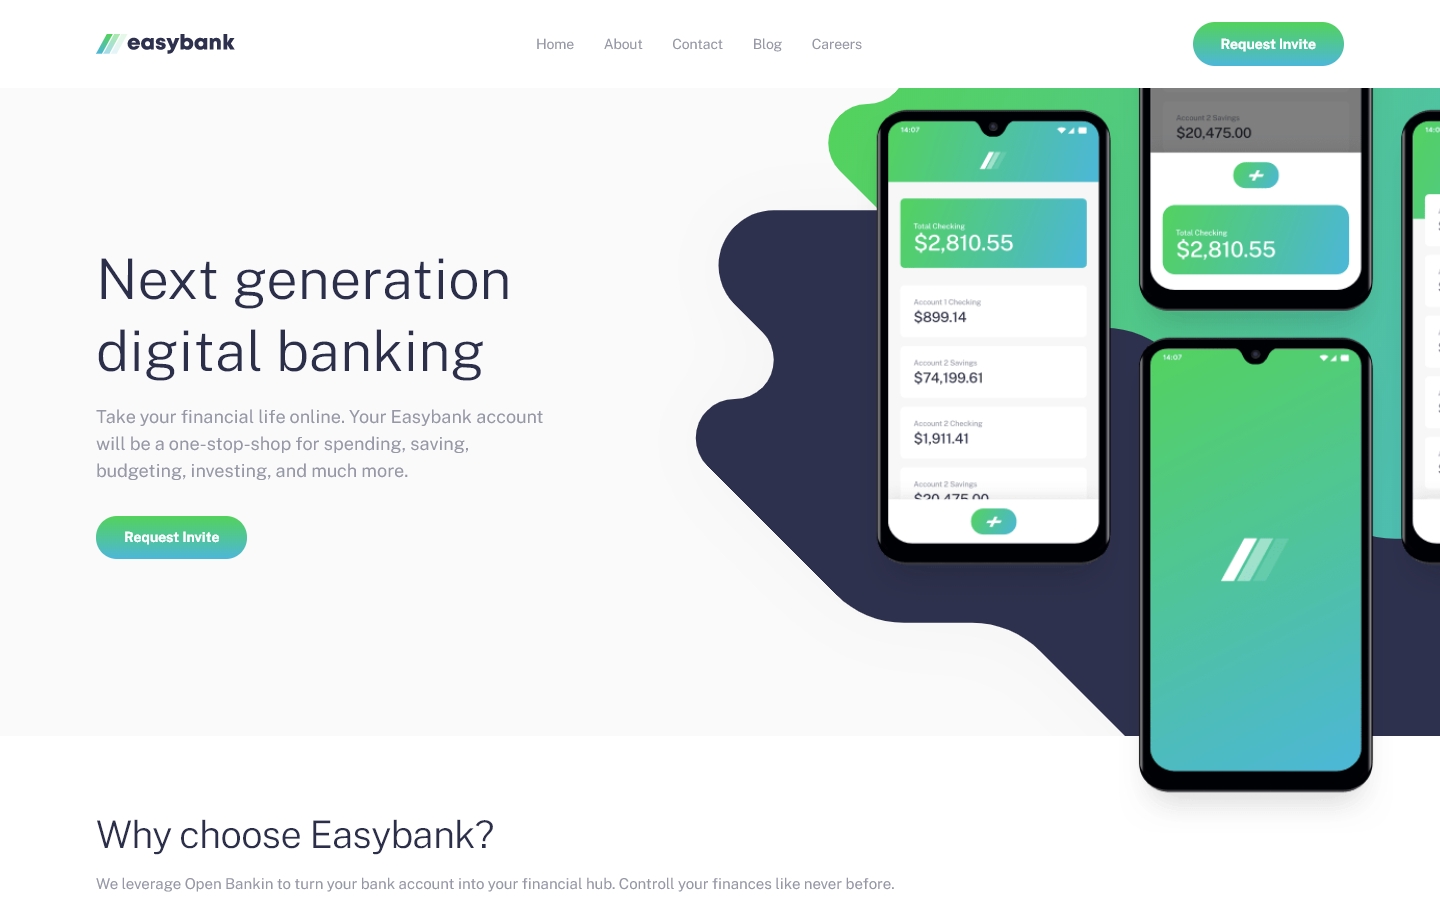 easybank
Home About Contact Blog Careers
Request Invite
Next generation
digital banking
Take your financial life online. Your Easybank account
will be a one-stop-shop for spending, saving,
budgeting, investing, and much more.
Request Invite
14:07
Total Checking
$2,810.55
Account 1 Checking
$899.14
Account 2 Savings
$74,199.61
Account 2 Checking
$1,911.41
Account 2 Savings
$20,475.00
Account 2 Savings
$20,475.00
Total Checking
$2,810.55
14:07
Why choose Easybank?
We leverage Open Bankin to turn your bank account into your financial hub. Controll your finances like never before.